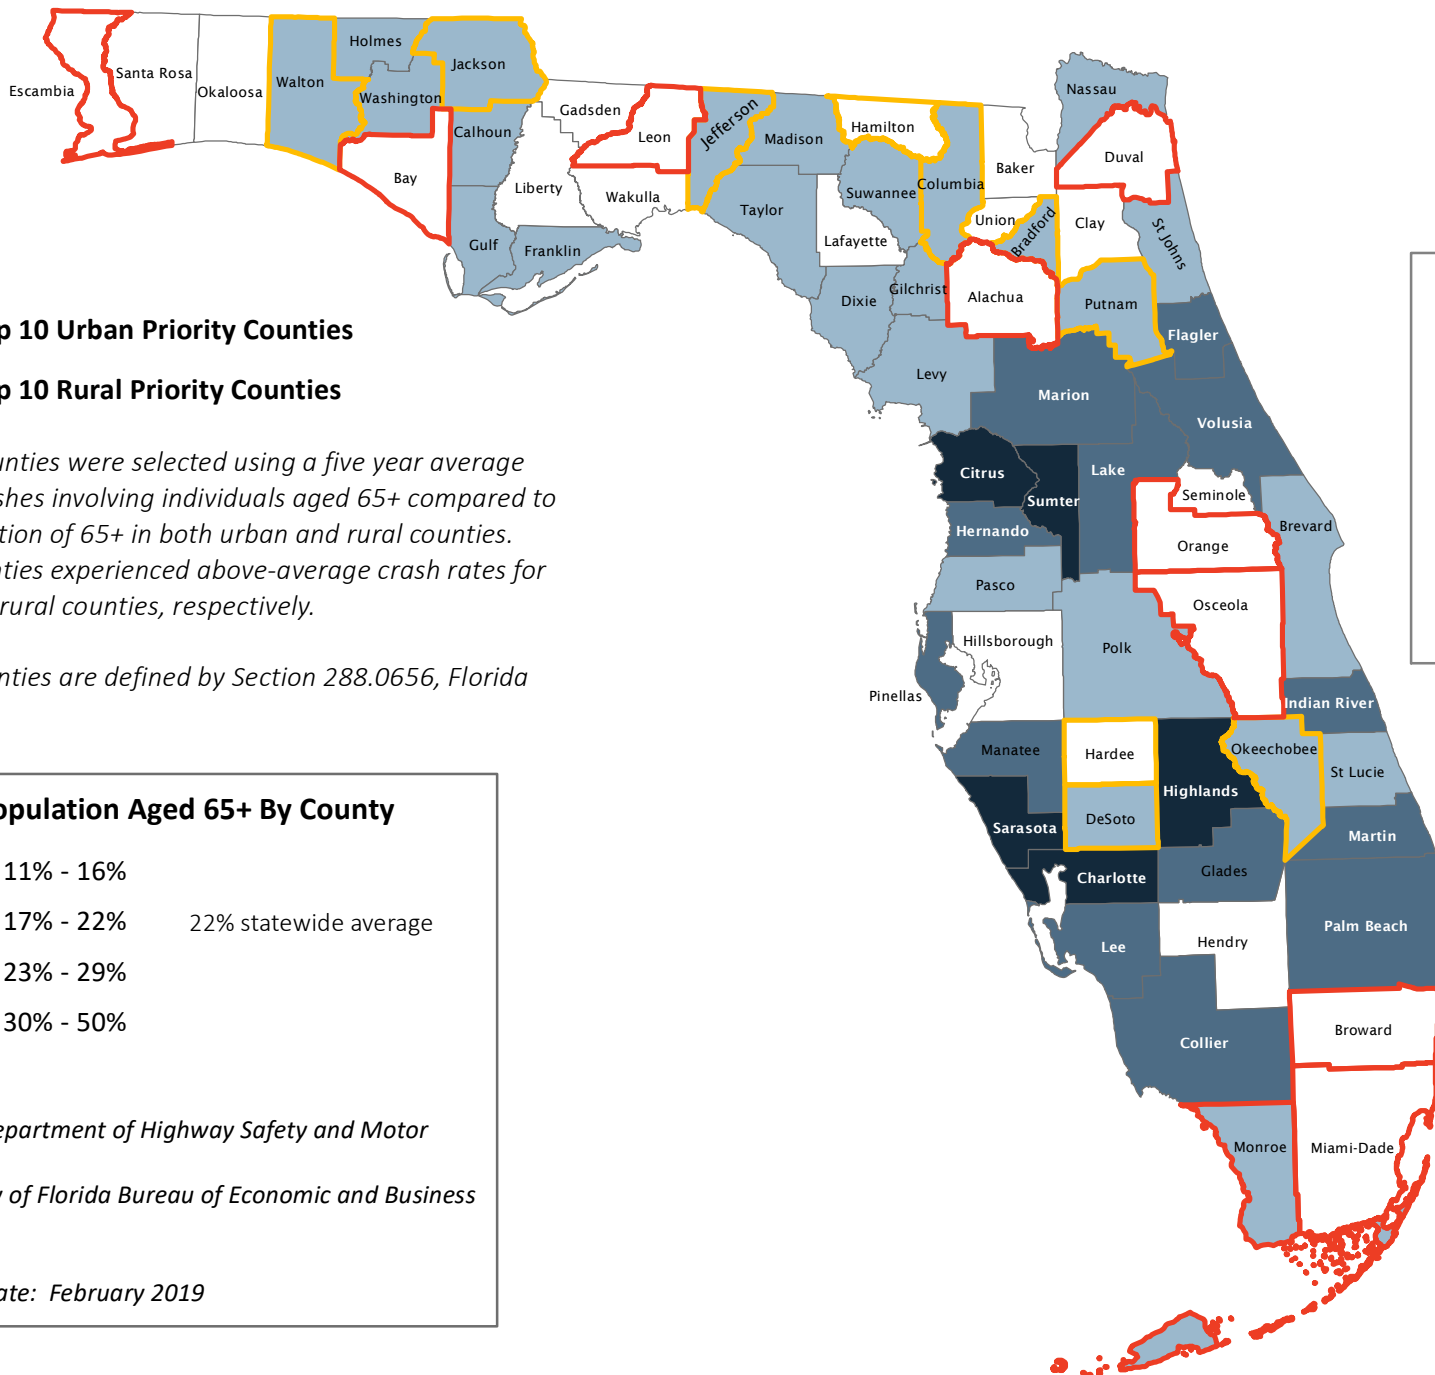 Holmes
Jackson
Santa Rosa
Walton
Escambia
Okaloosa
Washington
Nassau
Gadsden
Jefferson
Hamilton
Calhoun
Leon
Madison
Duval
Baker
Bay
Liberty
Wakulla
Suwannee
Columbia
Taylor
Union
Bradford
Clay
St Johns
Lafayette
Gulf
Franklin
Dixie
Gilchrist
Alachua
Putnam
Flagler
Levy
Marion
Volusia
Citrus
Lake
Sumter
Seminole
Hernando
Brevard
Orange
Pasco
Osceola
Hillsborough
Polk
Pinellas
Indian River
Manatee
Hardee
Okeechobee
St Lucie
Highlands
DeSoto
Sarasota
Martin
Charlotte
Glades
Palm Beach
Lee
Hendry
Broward
Collier
Monroe
Miami-Dade
p 10 Urban Priority Counties
p 10 Rural Priority Counties
unties were selected using a five year average
shes involving individuals aged 65+ compared to
tion of 65+ in both urban and rural counties.
nties experienced above-average crash rates for
rural counties, respectively.
nties are defined by Section 288.0656, Florida
opulation Aged 65+ By County
11% - 16%
17% - 22%
22% statewide average
23% - 29%
30% - 50%
epartment of Highway Safety and Motor
y of Florida Bureau of Economic and Business
ate: February 2019